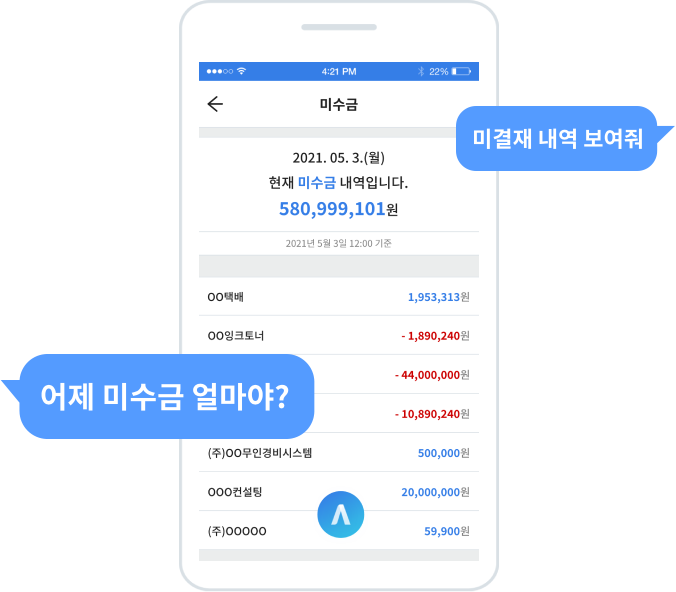 4:21 PM 22%
미수금
미결재 내역 보여줘
2021. 05. 3.(월)
현재 미수금 내역입니다.
580,999,101원
2021년 5월 3일 12:00 기준
OO택배 1,953,313원
OO잉크토너 - 1,890,240원
- 44,000,000원
어제 미수금 얼마야?
- 10,890,240원
(주)OO무인경비시스템 500,000원
OOO컨설팅 20,000,000원
(주)OOOOO 59,900원